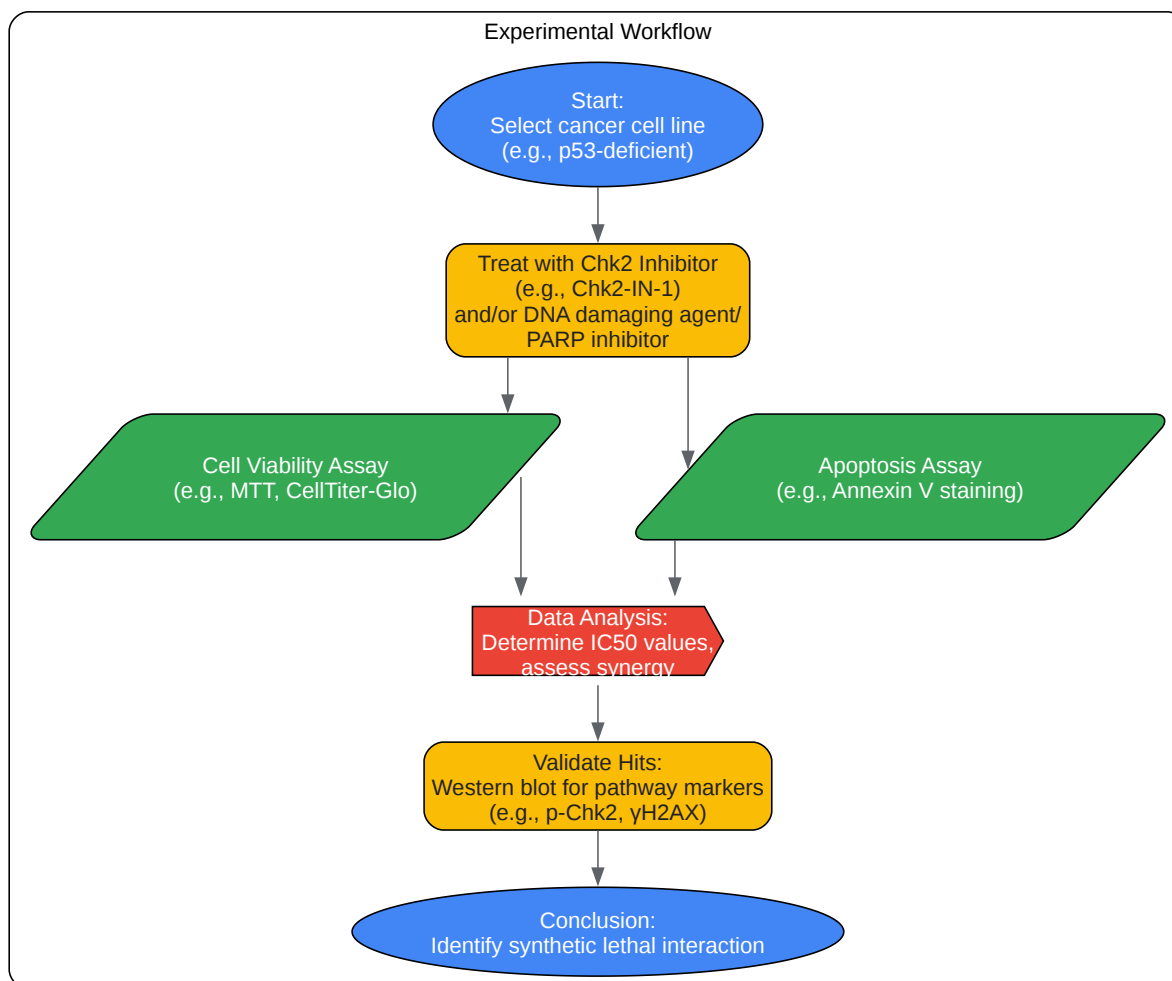 Experimental Workflow
Start:
Select cancer cell line
(e.g., p53-deficient)
Treat with Chk2 Inhibitor
(e.g., Chk2-IN-1)
and/or DNA damaging agent/
PARP inhibitor
Cell Viability Assay
(e.g., MTT, CellTiter-Glo)
Apoptosis Assay
(e.g., Annexin V staining)
Data Analysis:
Determine IC50 values,
assess synergy
Validate Hits:
Western blot for pathway markers
(e.g., p-Chk2, γH2AX)
Conclusion:
Identify synthetic lethal interaction